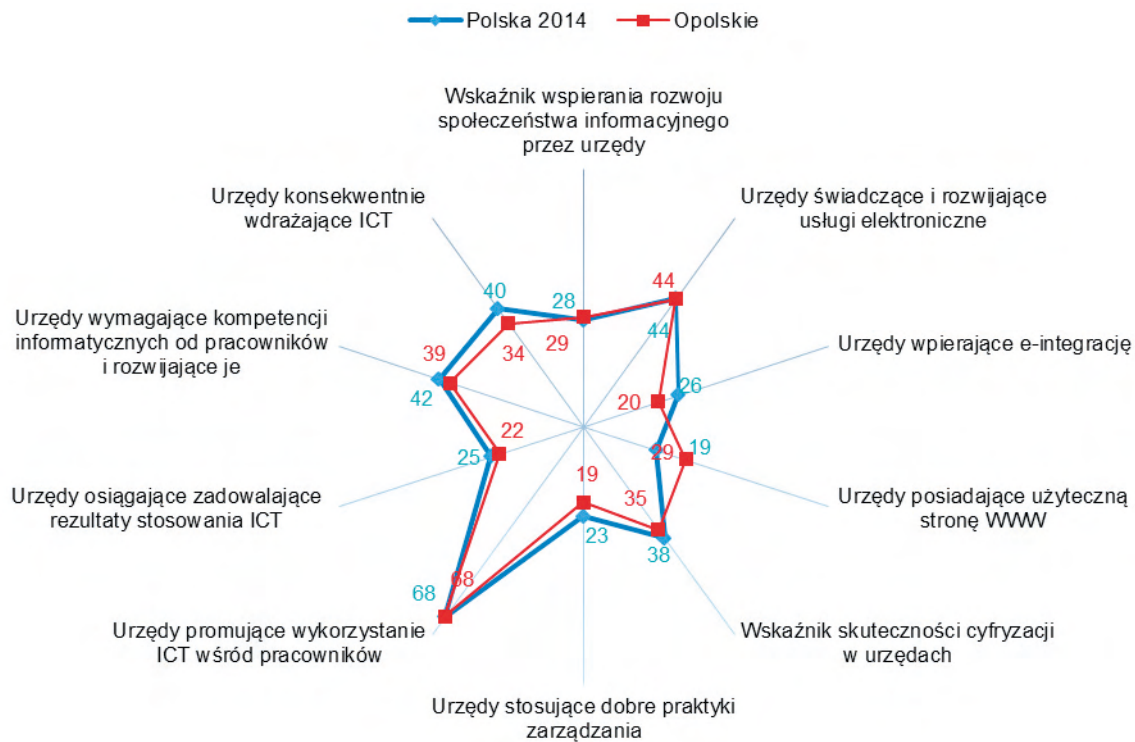 Polska 2014 Opolskie
Wskaźnik wspierania rozwoju
społeczeństwa informacyjnego
przez urzędy
Urzędy konsekwentnie
wdrażające ICT
Urzędy świadczące i rozwijające
usługi elektroniczne
40
28
44
Urzędy wymagające kompetencji
informatycznych od pracowników
i rozwijające je
39
34
29
44
Urzędy wpierające e-integrację
42
26
20
22
25
29
19
Urzędy osiągające zadowalające
rezultaty stosowania ICT
Urzędy posiadające użyteczną
stronę WWW
19
35
23
38
68
68
Urzędy promujące wykorzystanie
ICT wśród pracowników
Wskaźnik skuteczności cyfryzacji
w urzędach
Urzędy stosujące dobre praktyki
zarządzania